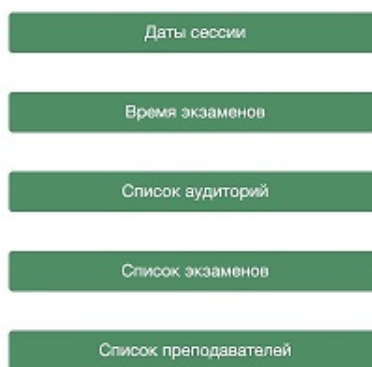 Даты сессии
Время экзаменов
Список аудиторий
Список экзаменов
Список преподавателей